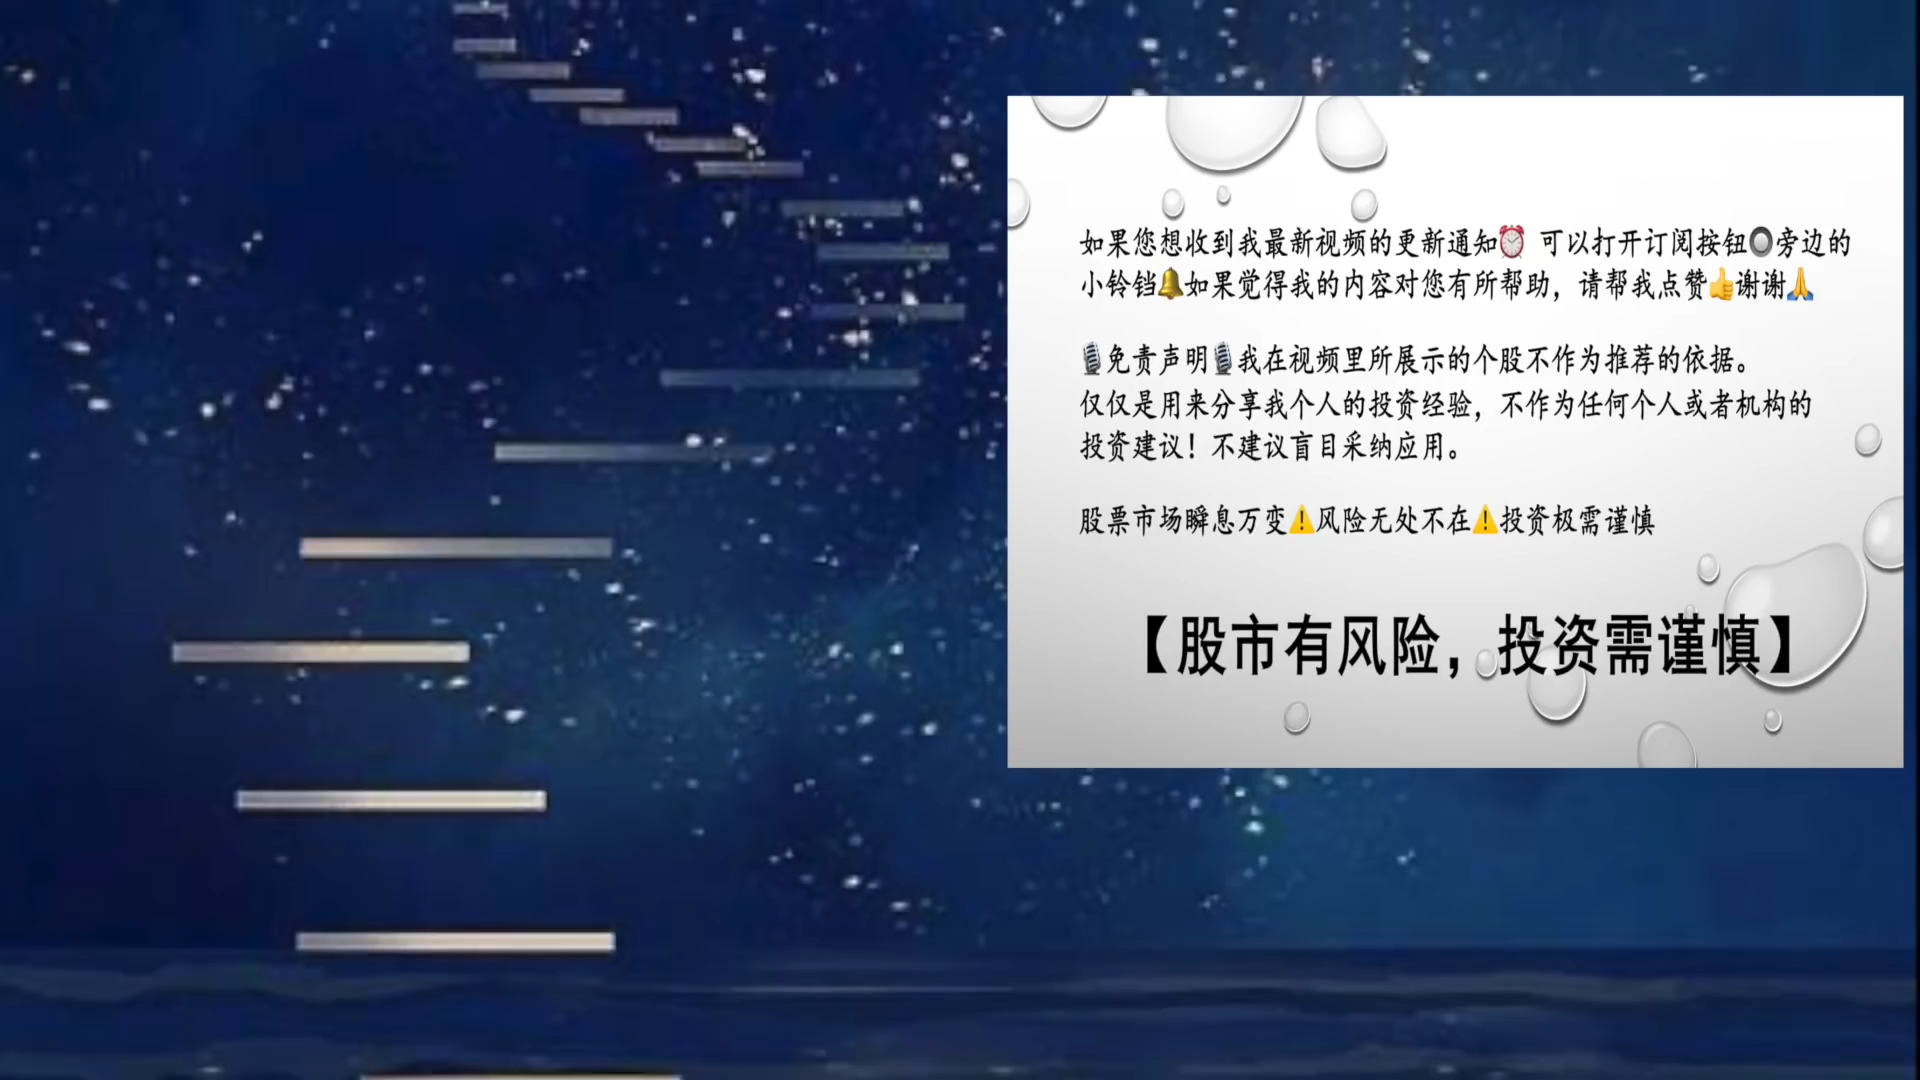 如果您想收到我最新视频的更新通知⏰ 可以打开订阅按钮🔘旁边的
小铃铛🔔如果觉得我的内容对您有所帮助，请帮我点赞👍谢谢🙏
🎙免责声明🎙我在视频里所展示的个股不作为推荐的依据。
仅仅是用来分享我个人的投资经验，不作为任何个人或者机构的
投资建议！不建议盲目采纳应用。
股票市场瞬息万变⚠️风险无处不在⚠️投资极需谨慎
【股市有风险，投资需谨慎】